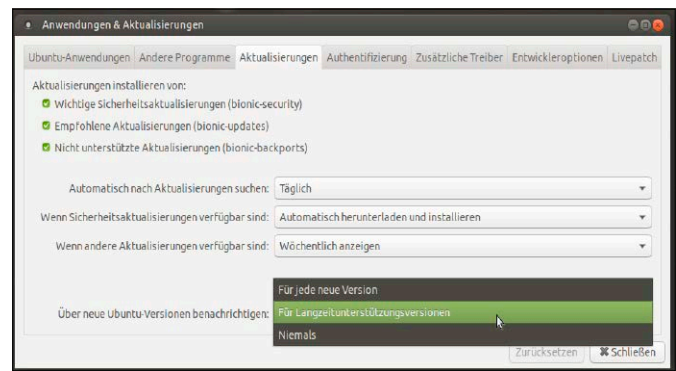 Anwendungen & Aktualisierungen
Ubuntu-Anwendungen Andere Programme Aktualisierungen Authentifizierung Zusätzliche Treiber Entwickleroptionen Livepatch
Aktualisierungen installieren von:
Wichtige Sicherheitsaktualisierungen (bionic-security)
Empfohlene Aktualisierungen (bionic-updates)
Nicht unterstützte Aktualisierungen (bionic-backports)
Automatisch nach Aktualisierungen suchen: Täglich
Wenn Sicherheitsaktualisierungen verfügbar sind: Automatisch herunterladen und installieren
Wenn andere Aktualisierungen verfügbar sind: Wöchentlich anzeigen
Für jede neue Version
Über neue Ubuntu-Versionen benachrichtigen: Für Langzeitunterstützungsversionen
Niemals
Zurücksetzen Schließen